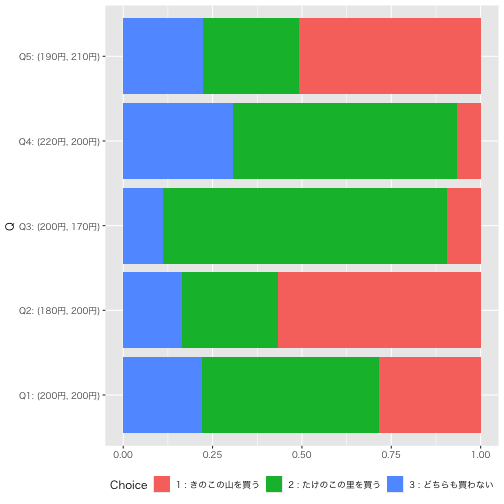 Q
Q5: (190円, 210円)
Q4: (220円, 200円)
Q3: (200円, 170円)
Q2: (180円, 200円)
Q1: (200円, 200円)
0.00 0.25 0.50 0.75 1.00
Choice 1 : きのこの山を買う 2 : たけのこの里を買う 3 : どちらも買わない